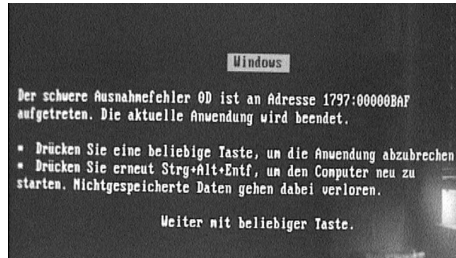 Windows
Der schwere Ausnahmefehler 0D ist an Adresse 1797:00000BAF
aufgetreten. Die aktuelle Anwendung wird beendet.
* Drücken Sie eine beliebige Taste, um die Anwendung abzubrechen
* Drücken Sie erneut Strg+Alt+Entf, um den Computer neu zu
starten. Nichtgespeicherte Daten gehen dabei verloren.
Weiter mit beliebiger Taste.